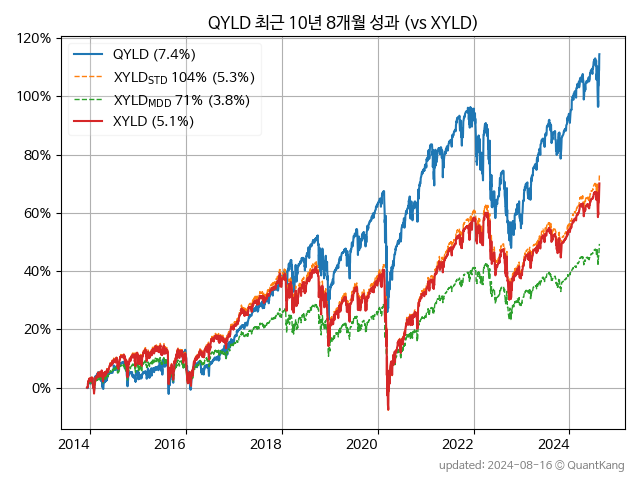 QYLD 최근 10년 8개월 성과 (vs XYLD)
120%
100%
80%
60%
40%
20%
0%
QYLD (7.4%)
XYLD_STD 104% (5.3%)
XYLD_MDD 71% (3.8%)
XYLD (5.1%)
2014 2016 2018 2020 2022 2024
updated: 2024-08-16 © QuantKang